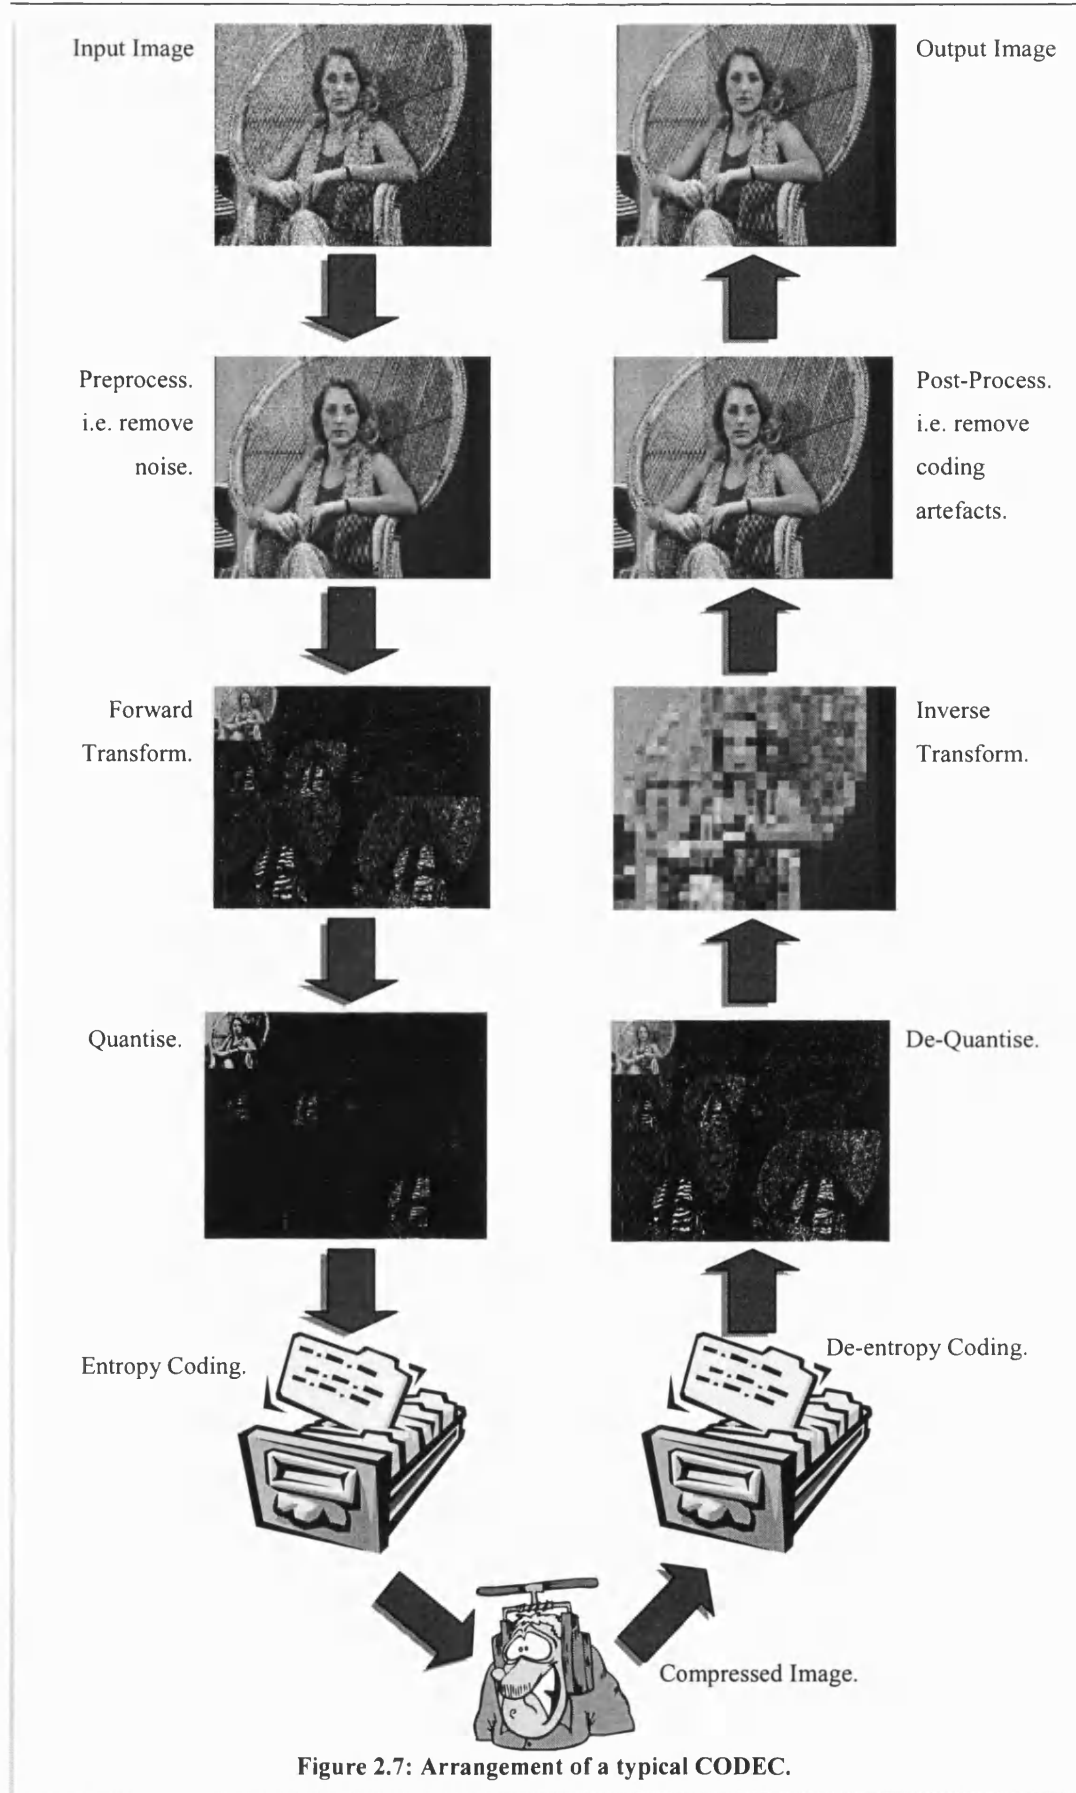 Input Image
Output Image
Preprocess.
i.e. remove
noise.
Post-Process.
i.e. remove
coding
artefacts.
Forward
Transform.
Inverse
Transform.
Quantise.
De-Quantise.
Entropy Coding.
De-entropy Coding.
Compressed Image.
Figure 2.7: Arrangement of a typical CODEC.